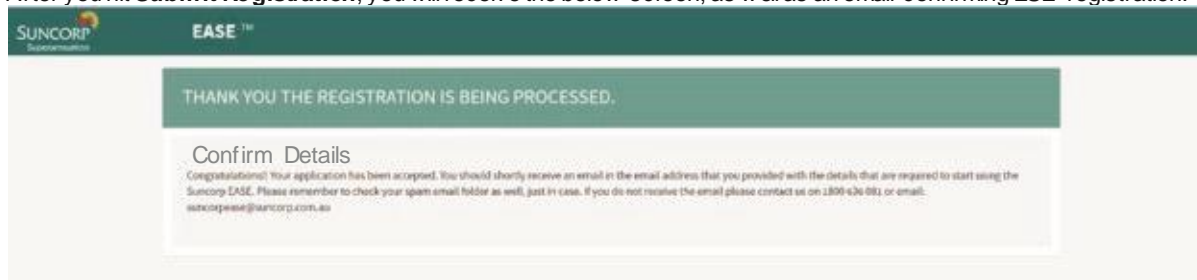 After you hit Submit Registration, you will receive the below screen, as well as an email confirming ESE registration.
SUNCORP
Superannuation
EASE ™
THANK YOU THE REGISTRATION IS BEING PROCESSED.
Confirm Details
Congratulations! Your application has been accepted. You should shortly receive an email in the email address that you provided with the details that are required to start using the
Suncorp EASE. Please remember to check your spam email folder as well, just in case. If you do not receive the email please contact us on 1800 636 081 or email:
suncorpease@suncorp.com.au